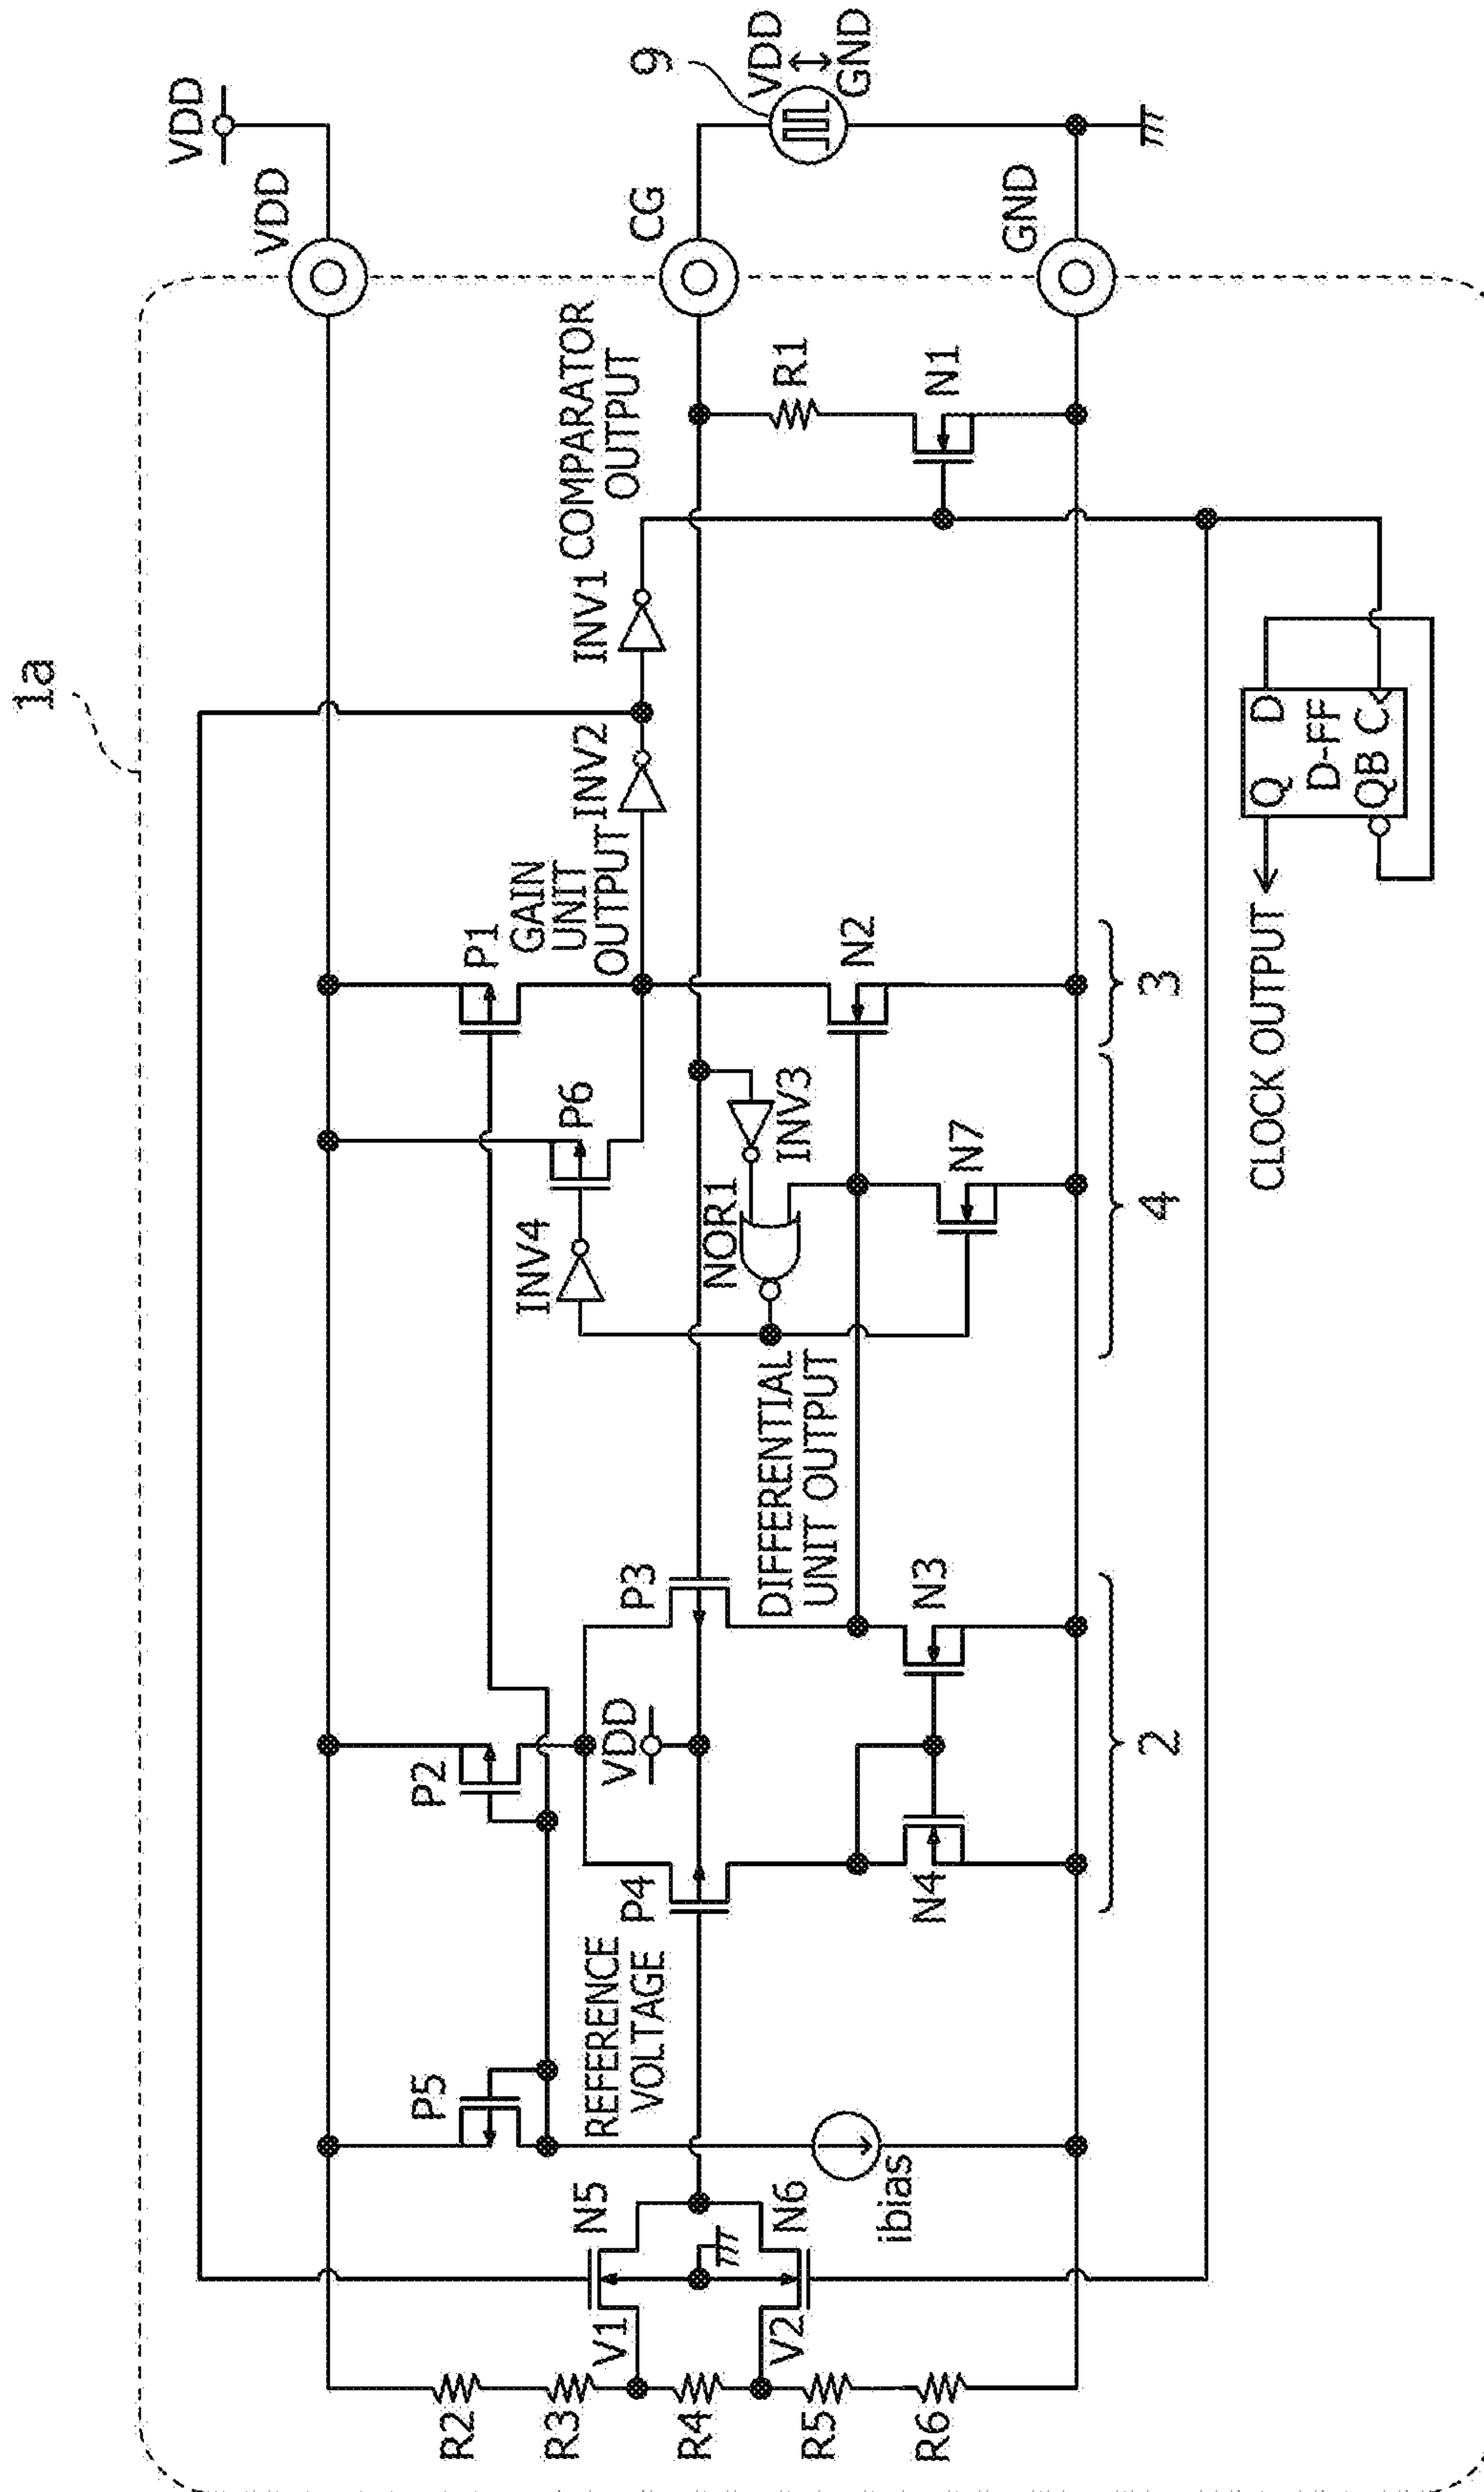 1a
VDD
VDD
9
VDD
GND
CG
GND
COMPARATOR
OUTPUT
R1
N1
INV1
INV2
GAIN
UNIT
OUTPUT
P1
N2
3
P6
INV3
INV4
NOR1
N7
4
DIFFERENTIAL
UNIT OUTPUT
P2
P3
VDD
P4
N3
N4
2
REFERENCE
VOLTAGE
P5
ibias
N5
N6
V1
V2
R2
R3
R4
R5
R6
Q D
D-FF
QB C
CLOCK OUTPUT